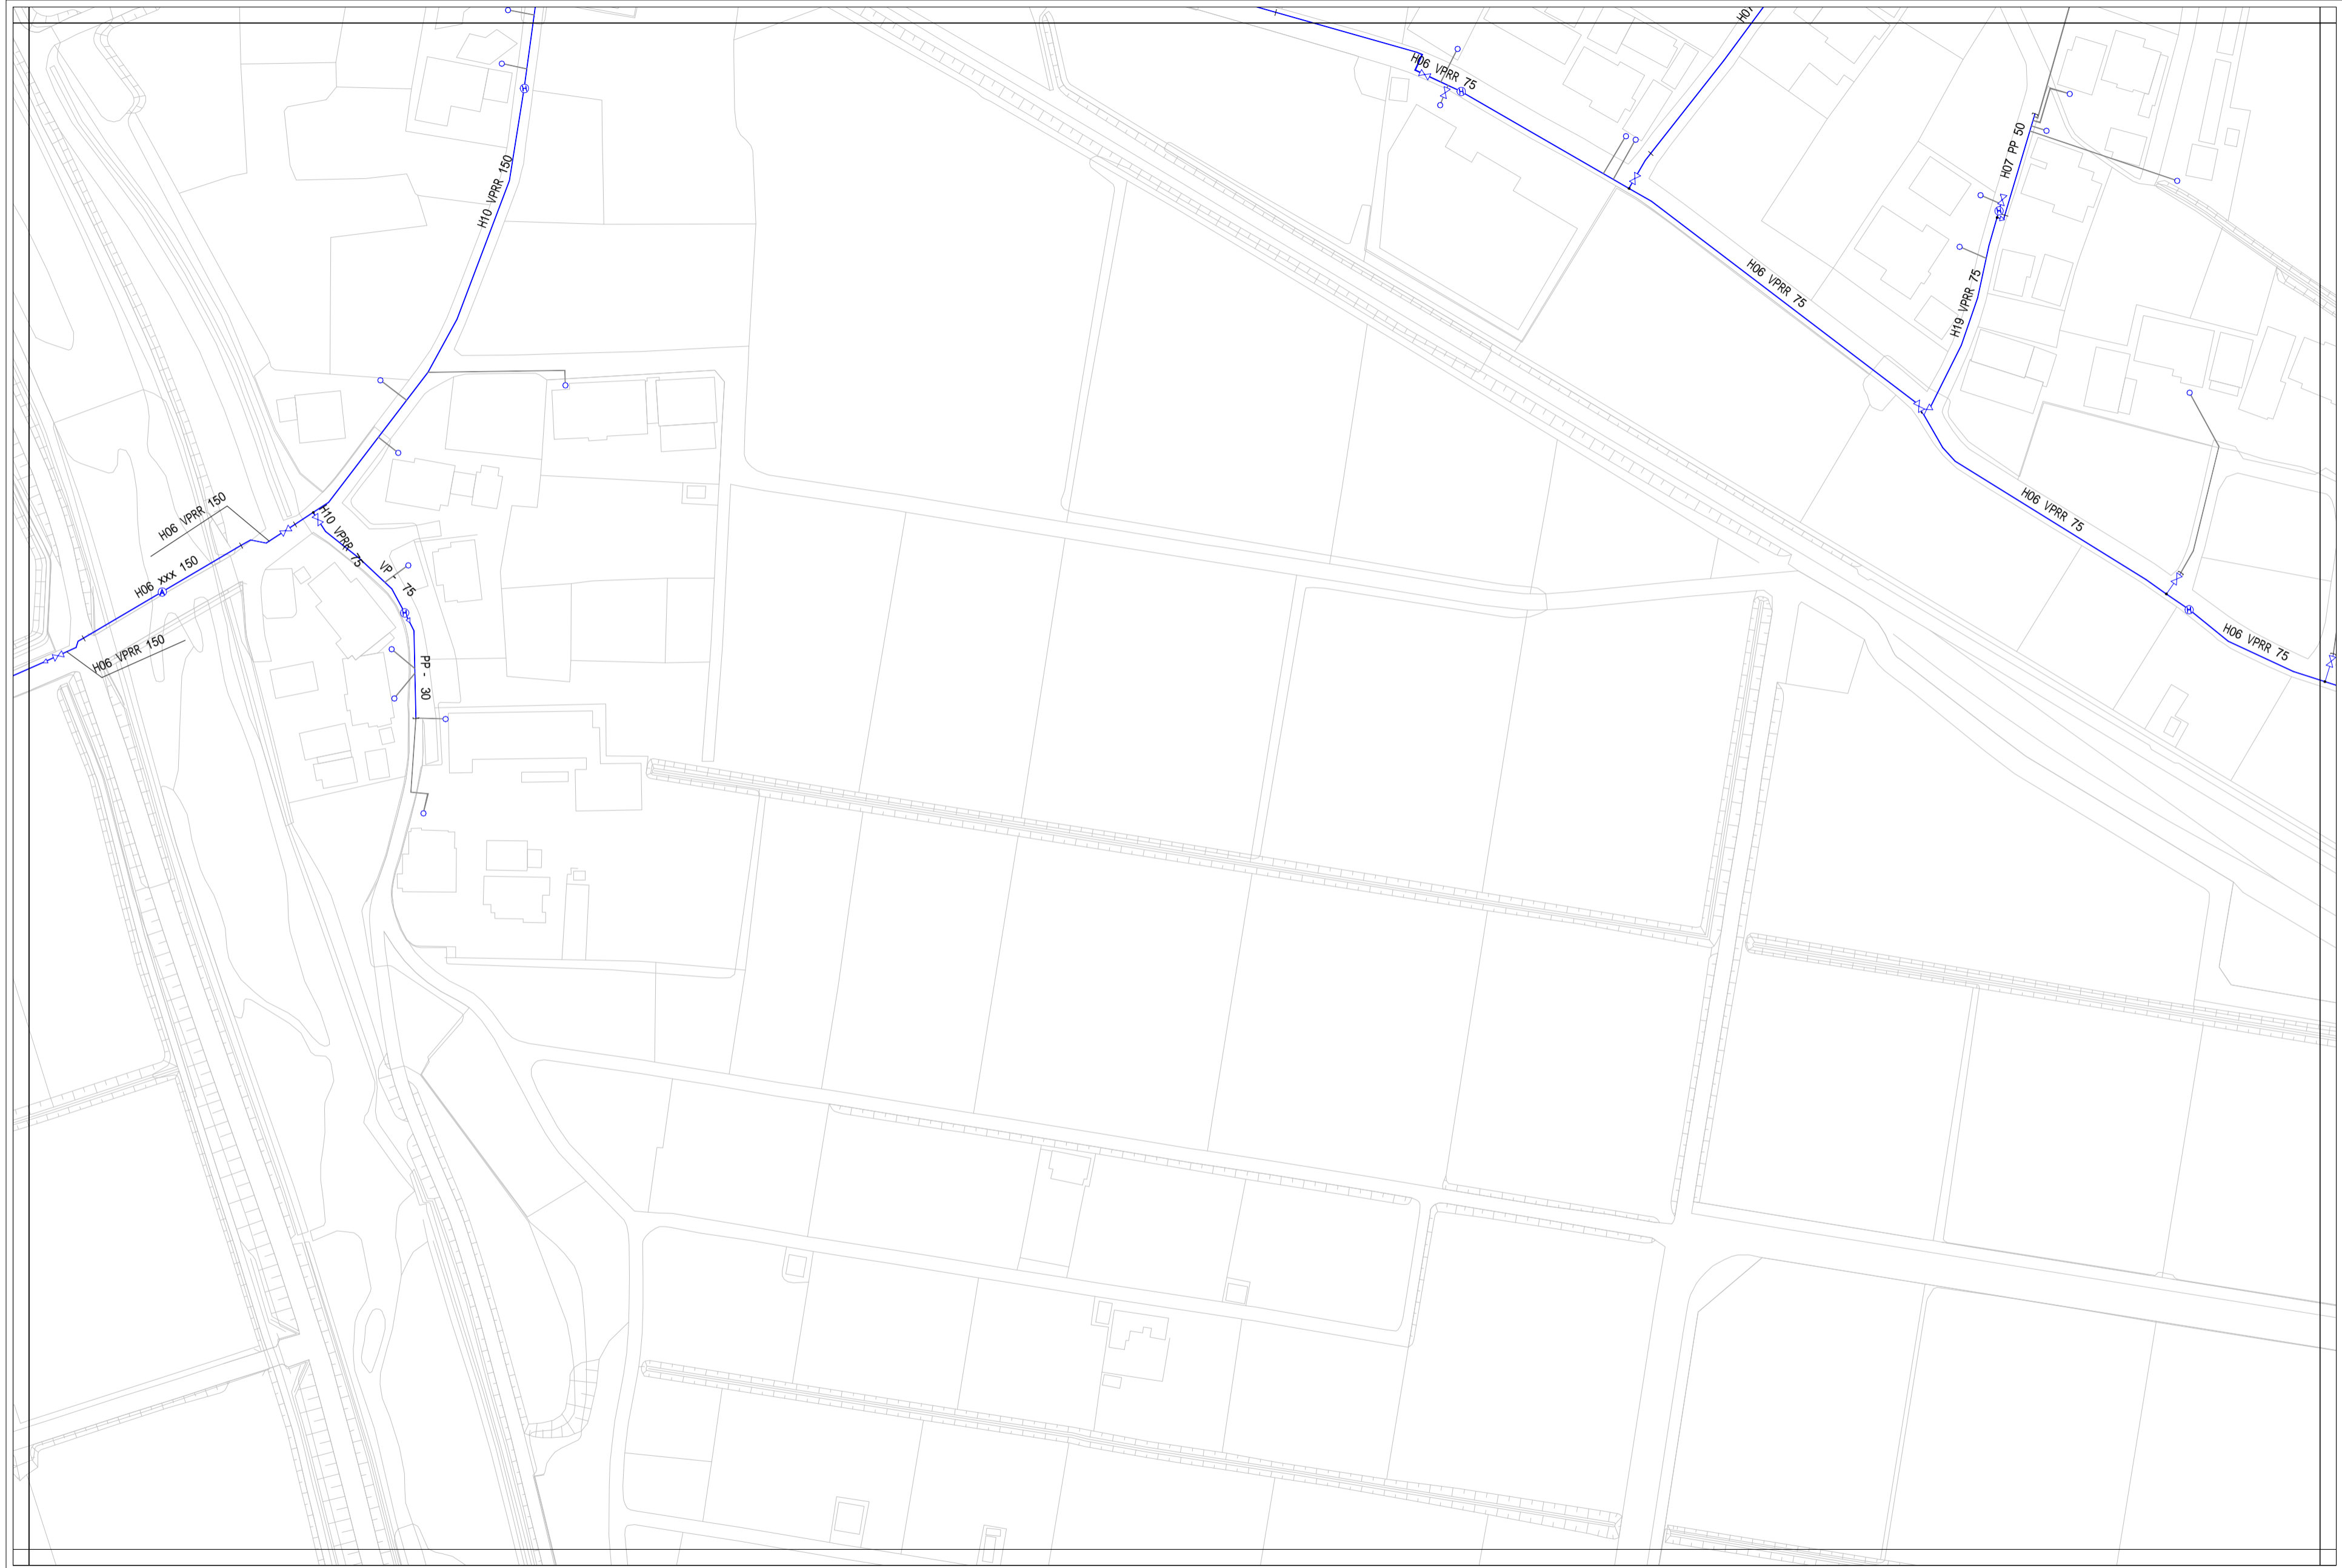 H07
H06 VPRR 75
H
H
H10 VPRR 150
H07 PP 50
H
H06 VPRR 75
H19 VPRR 75
H06 VPRR 150
H10 VPRR 75
H06 VPRR 75
VP - 75
H06 xxx 150
A
H
H
H06 VPRR 75
H06 VPRR 150
PP - 30